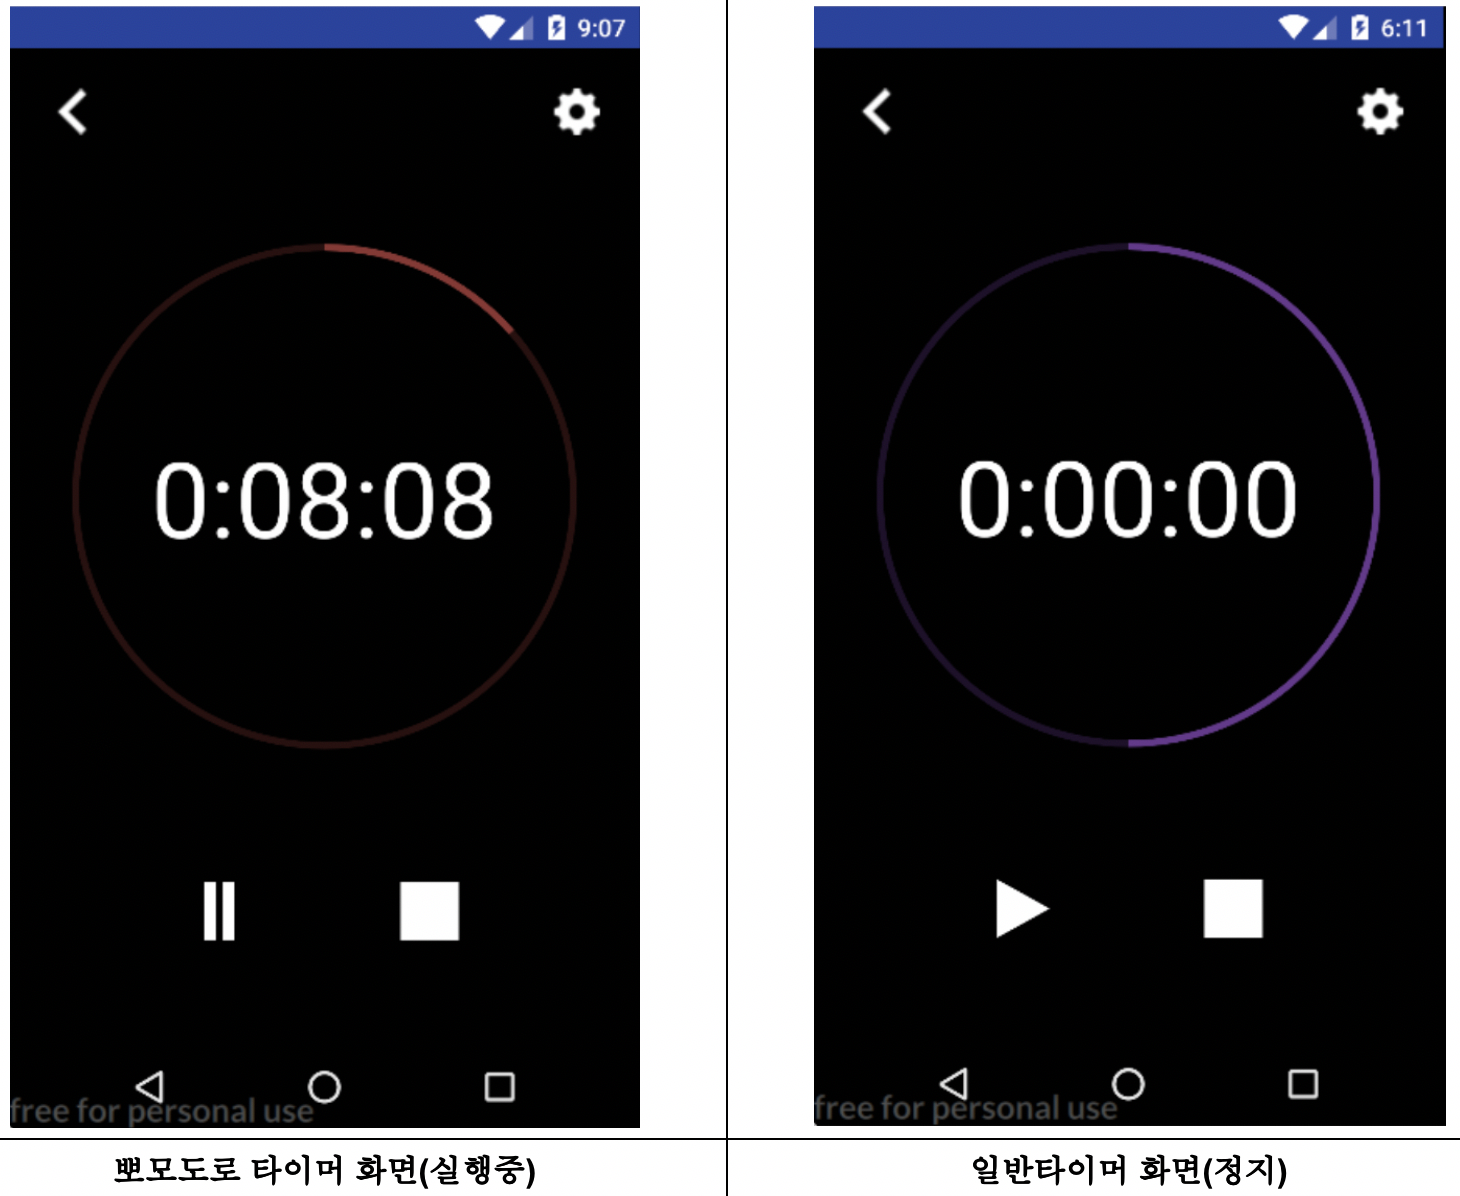 9:07
0:08:08
free for personal use
뽀모도로 타이머 화면(실행중)
6:11
0:00:00
free for personal use
일반타이머 화면(정지)